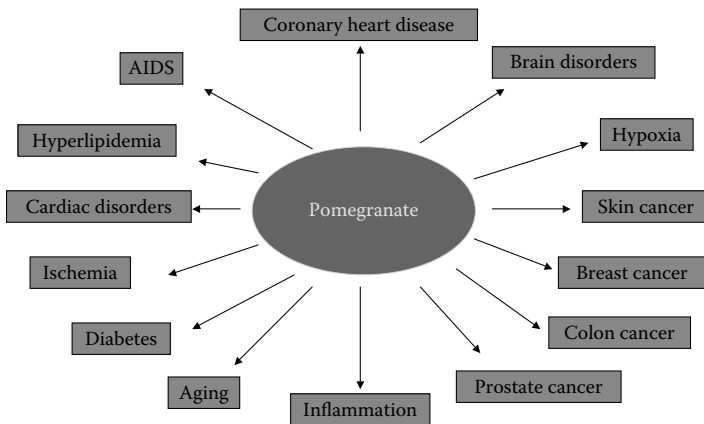 Coronary heart disease
AIDS
Brain disorders
Hyperlipidemia
Hypoxia
Cardiac disorders
Pomegranate
Skin cancer
Ischemia
Breast cancer
Diabetes
Colon cancer
Aging
Prostate cancer
Inflammation